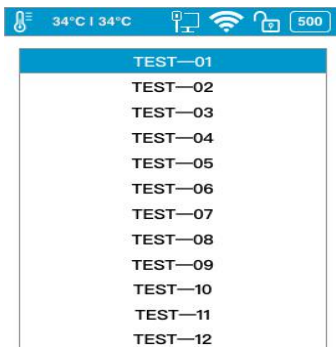 34°C I 34°C 500
TEST—01
TEST—02
TEST—03
TEST—04
TEST—05
TEST—06
TEST—07
TEST—08
TEST—09
TEST—10
TEST—11
TEST—12